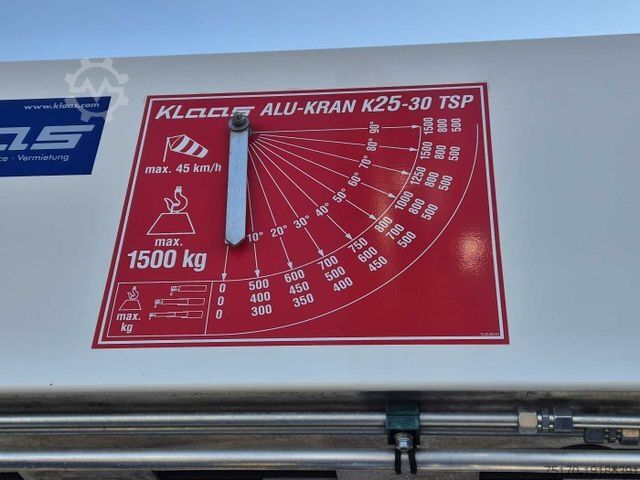 www.klaas.com
aas
ice - Vermietung
KLaas ALU-KRAN K25-30 TSP
max. 45 km/h
max.
1500 kg
max.
kg
10° 20° 30° 40° 50° 60° 70° 80° 90°
0 500 600 700 750 800 1000 1250 1500 1500
0 400 450 500 600 700 800 800 800 800
0 300 350 400 450 500 500 500 500 500